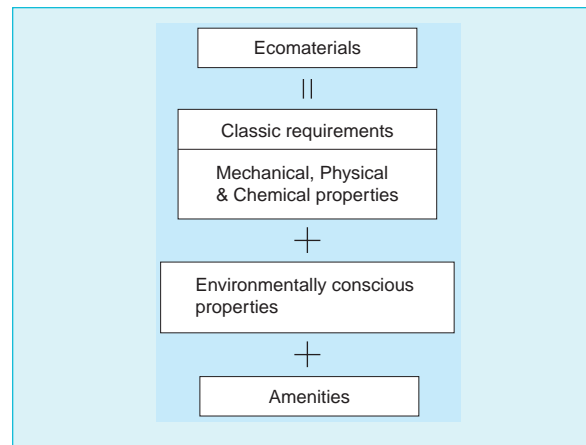 Ecomaterials
||
Classic requirements
Mechanical, Physical
& Chemical properties
+
Environmentally conscious
properties
+
Amenities